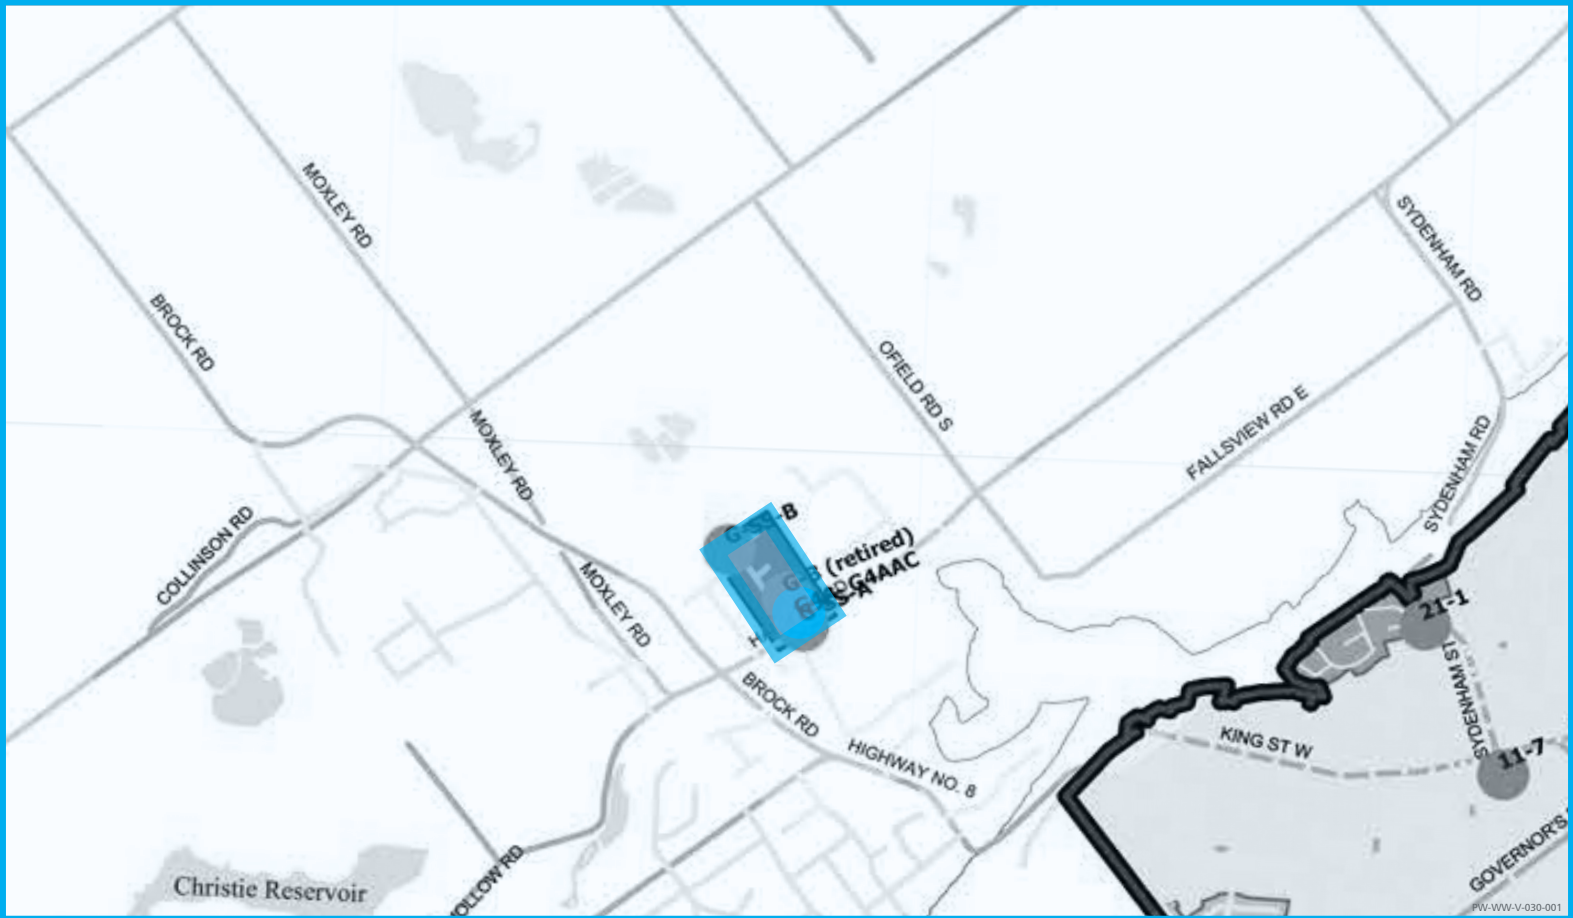 MOXLEY RD
SYDENHAM RD
BROCK RD
OFIELD RD S
FALLSVIEW RD E
MOXLEY RD
SYDENHAM RD
COLLINSON RD
(retired)
G4AAC
MOXLEY RD
21-1
SYDENHAM ST
BROCK RD
KING ST W
HIGHWAY NO. 8
11-7
GOVERNOR'S
OLLOW RD
Christie Reservoir
PW-WW-V-030-001